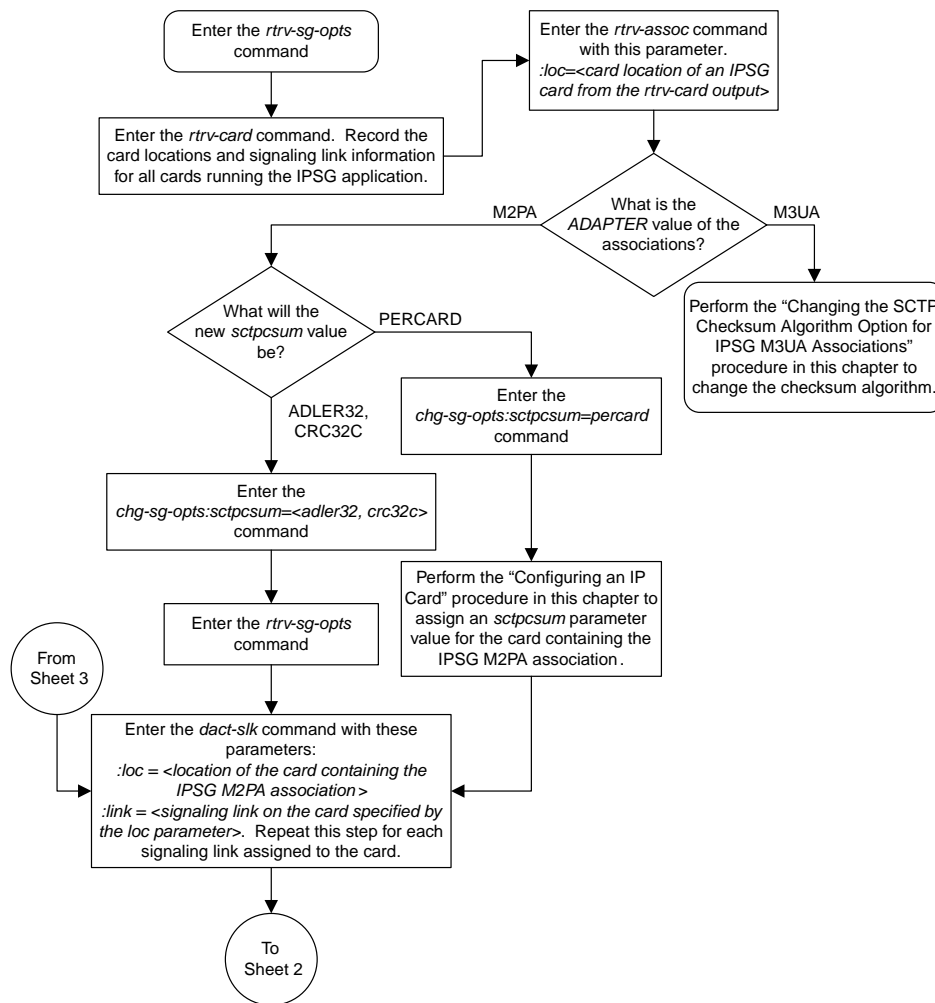 Enter the rtrv-sg-opts
command
Enter the rtrv-card command.  Record the
card locations and signaling link information
for all cards running the IPSG application.
Enter the rtrv-assoc command
with this parameter.
:loc=<card location of an IPSG
card from the rtrv-card output>
What is the
ADAPTER value of the
associations?
M2PA
M3UA
Perform the “Changing the SCTP
Checksum Algorithm Option for
IPSG M3UA Associations”
procedure in this chapter to
change the checksum algorithm.
What will the
new sctpcsum value
be?
PERCARD
ADLER32,
CRC32C
Enter the
chg-sg-opts:sctpcsum=percard
command
Enter the
chg-sg-opts:sctpcsum=<adler32, crc32c>
command
Perform the “Configuring an IP
Card” procedure in this chapter to
assign an sctpcsum parameter
value for the card containing the
IPSG M2PA association .
Enter the rtrv-sg-opts
command
From
Sheet 3
Enter the dact-slk command with these
parameters:
:loc = <location of the card containing the
IPSG M2PA association>
:link = <signaling link on the card specified by
the loc parameter>.  Repeat this step for each
signaling link assigned to the card.
To
Sheet 2